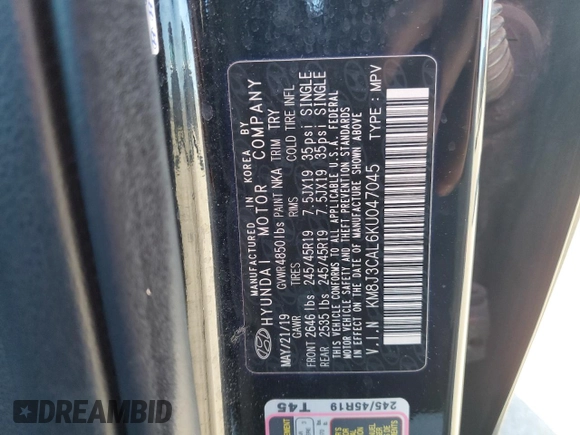 MANUFACTURED IN KOREA BY
HYUNDAI MOTOR COMPANY
MAY/21/19 GVWR 4850lbs PAINT NKA TRIM TRY
GAWR TIRES RIMS COLD TIRE INFL
FRONT 2646 lbs 245/45R19 7.5JX19 35psi SINGLE
REAR 2535 lbs 245/45R19 7.5JX19 35psi SINGLE
THIS VEHICLE CONFORMS TO ALL APPLICABLE U.S.A. FEDERAL
MOTOR VEHICLE SAFETY AND THEFT PREVENTION STANDARDS
IN EFFECT ON THE DATE OF MANUFACTURE SHOWN ABOVE
V.I.N KM8J3CAL6KU047045 TYPE : MPV
T45 245/45R19
DREAMBID